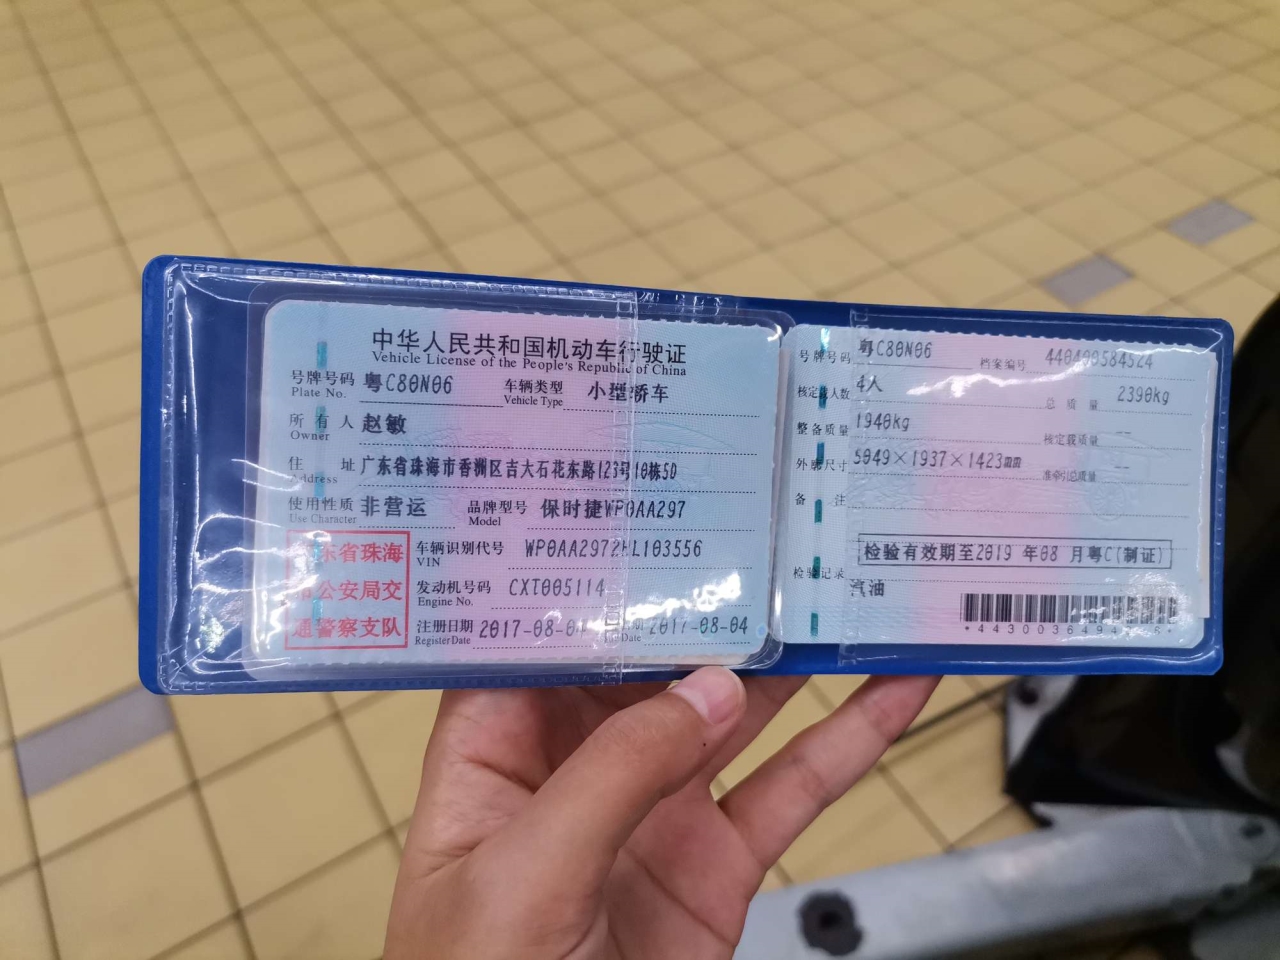 中华人民共和国机动车行驶证
Vehicle License of the People's Republic of China
号牌号码 Plate No. 粤C80N06 车辆类型 Vehicle Type 小型轿车
所有人 Owner 赵敏
住址 Address 广东省珠海市香洲区吉大石花东路123号10栋5D
使用性质 Use Character 非营运 品牌型号 Model 保时捷WP0AA297
东省珠海
公安局交
通警察支队
车辆识别代号 VIN WP0AA2972 L103556
发动机号码 Engine No. CXT005114
注册日期 Register Date 2017-08-04 Date 2017-08-04
号牌号码 粤C80N06 档案编号 440400584524
核定载人数 4人 总质量 2390kg
整备质量 1940kg 核定载质量 --
外廓尺寸 5049×1937×1423 准牵引总质量 --
备注
检验有效期至2019年08月粤C(制证)
检验记录
汽油